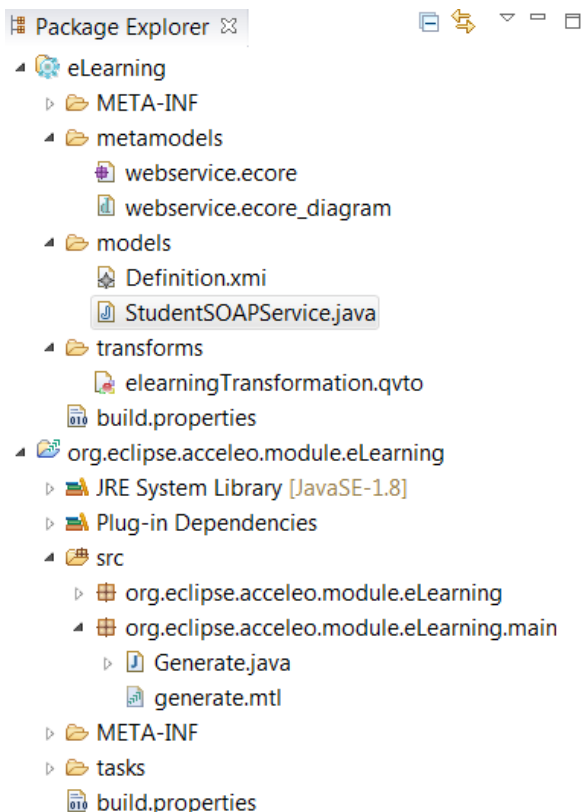 Package Explorer
eLearning
META-INF
metamodels
webservice.ecore
webservice.ecore_diagram
models
Definition.xmi
StudentSOAPService.java
transforms
elearningTransformation.qvto
build.properties
org.eclipse.acceleo.module.eLearning
JRE System Library [JavaSE-1.8]
Plug-in Dependencies
src
org.eclipse.acceleo.module.eLearning
org.eclipse.acceleo.module.eLearning.main
Generate.java
generate.mtl
META-INF
tasks
build.properties